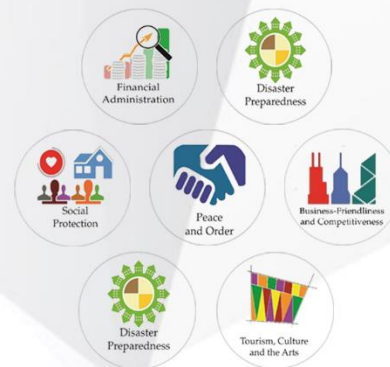 Financial
Administration
Disaster
Preparedness
Social
Protection
Peace
and Order
Business-Friendliness
and Competitiveness
Disaster
Preparedness
Tourism, Culture
and the Arts